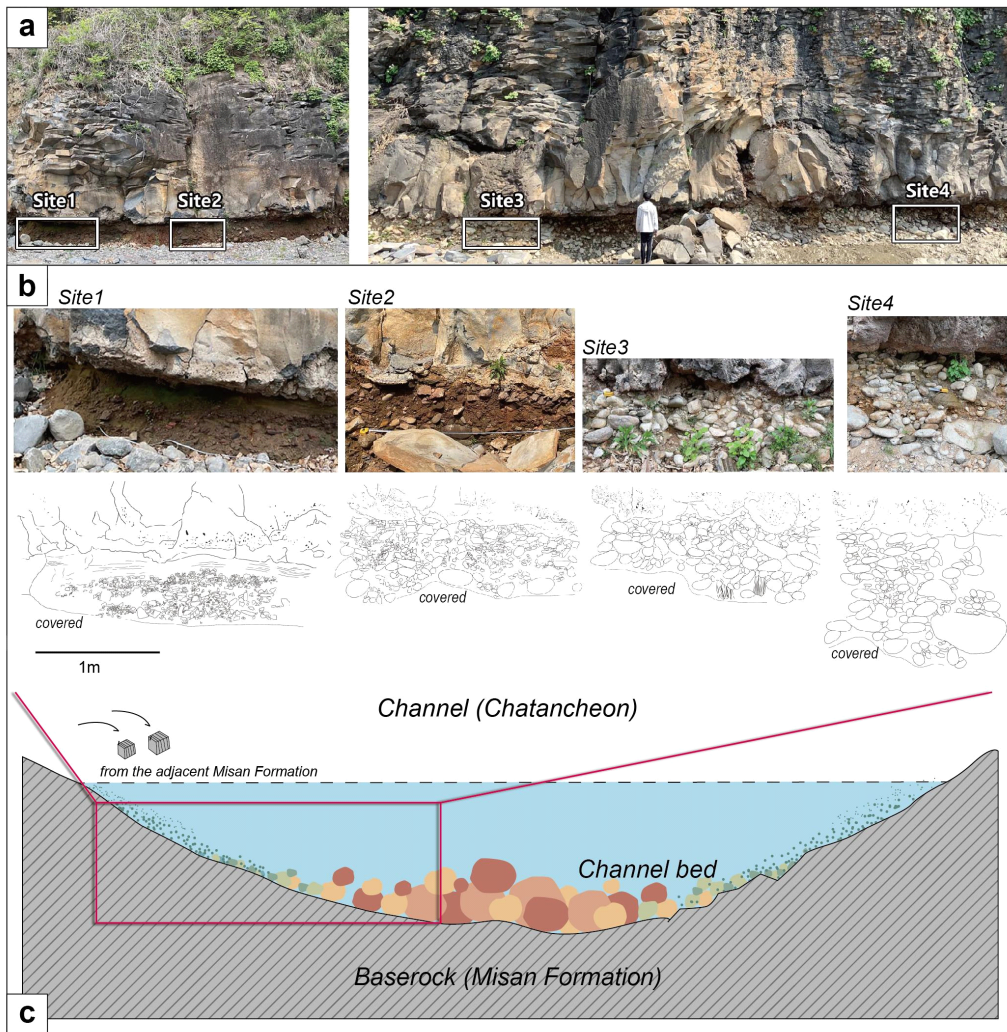 a
Site1
Site2
Site3
Site4
b
Site1
Site2
Site3
Site4
covered
covered
covered
covered
1m
Channel (Chatancheon)
from the adjacent Misan Formation
Channel bed
Baserock (Misan Formation)
c